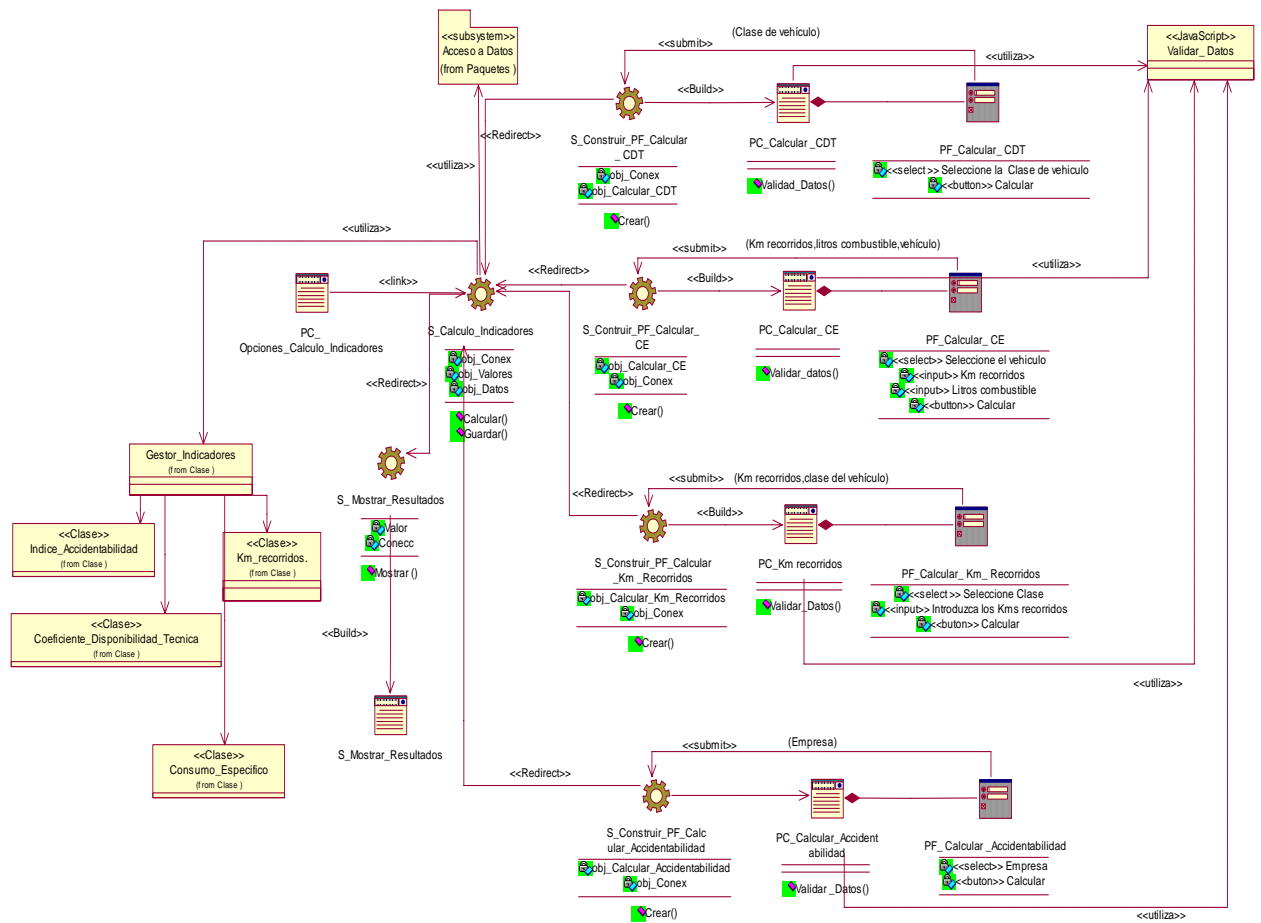 <<subsystem>>
Acceso a Datos
(from Paquetes )
<<utiliza>>
<<Redirect>>
(Clase de vehículo)
<<submit>>
<<Build>>
<<utiliza>>
<<JavaScript>>
Validar_ Datos
S_Construir_PF_Calcular
_ CDT
obj_Conex
obj_Calcular_CDT
Crear()
PC_Calcular _CDT
Validad_Datos()
PF_Calcular_ CDT
<<select >> Seleccione la Clase de vehiculo
<<button>> Calcular
<<utiliza>>
<<link>>
PC_
Opciones_Calculo_Indicadores
S_Calculo_Indicadores
obj_Conex
obj_Valores
obj_Datos
Calcular()
Guardar()
<<Redirect>>
<<submit>>
(Km recorridos,litros combustible,vehículo)
<<Redirect>>
<<Build>>
<<utiliza>>
S_Contruir_PF_Calcular_
CE
obj_Calcular_CE
obj_Conex
Crear()
PC_Calcular_ CE
Validar_datos()
PF_Calcular_ CE
<<select>> Seleccione el vehiculo
<<input>> Km recorridos
<<input>> Litros combustible
<<button>> Calcular
Gestor_Indicadores
(from Clase )
<<Clase>>
Indice_Accidentabilidad
(from Clase )
<<Clase>>
Km_recorridos.
(from Clase )
<<Clase>>
Coeficiente_Disponibilidad_Tecnica
(from Clase )
<<Clase>>
Consumo_Especifico
(from Clase )
S_ Mostrar_Resultados
Valor
Conecc
Mostrar ()
<<Build>>
S_Mostrar_Resultados
<<submit>>
(Km recorridos,clase del vehículo)
<<Redirect>>
<<Build>>
S_Construir_PF_Calcular
_Km _Recorridos
obj_Calcular_Km_Recorridos
obj_Conex
Crear()
PC_Km recorridos
Validar_Datos()
PF_Calcular_ Km_ Recorridos
<<select >> Seleccione Clase
<<input>> Introduzca los Kms recorridos
<<buton>> Calcular
<<utiliza>>
<<submit>>
(Empresa)
<<Redirect>>
S_Construir_PF_Calc
ular_Accidentabilidad
obj_Calcular_Accidentabilidad
obj_Conex
Crear()
PC_Calcular_Accident
abilidad
Validar _Datos()
PF_ Calcular _Accidentabilidad
<<select>> Empresa
<<buton>> Calcular
<<utiliza>>